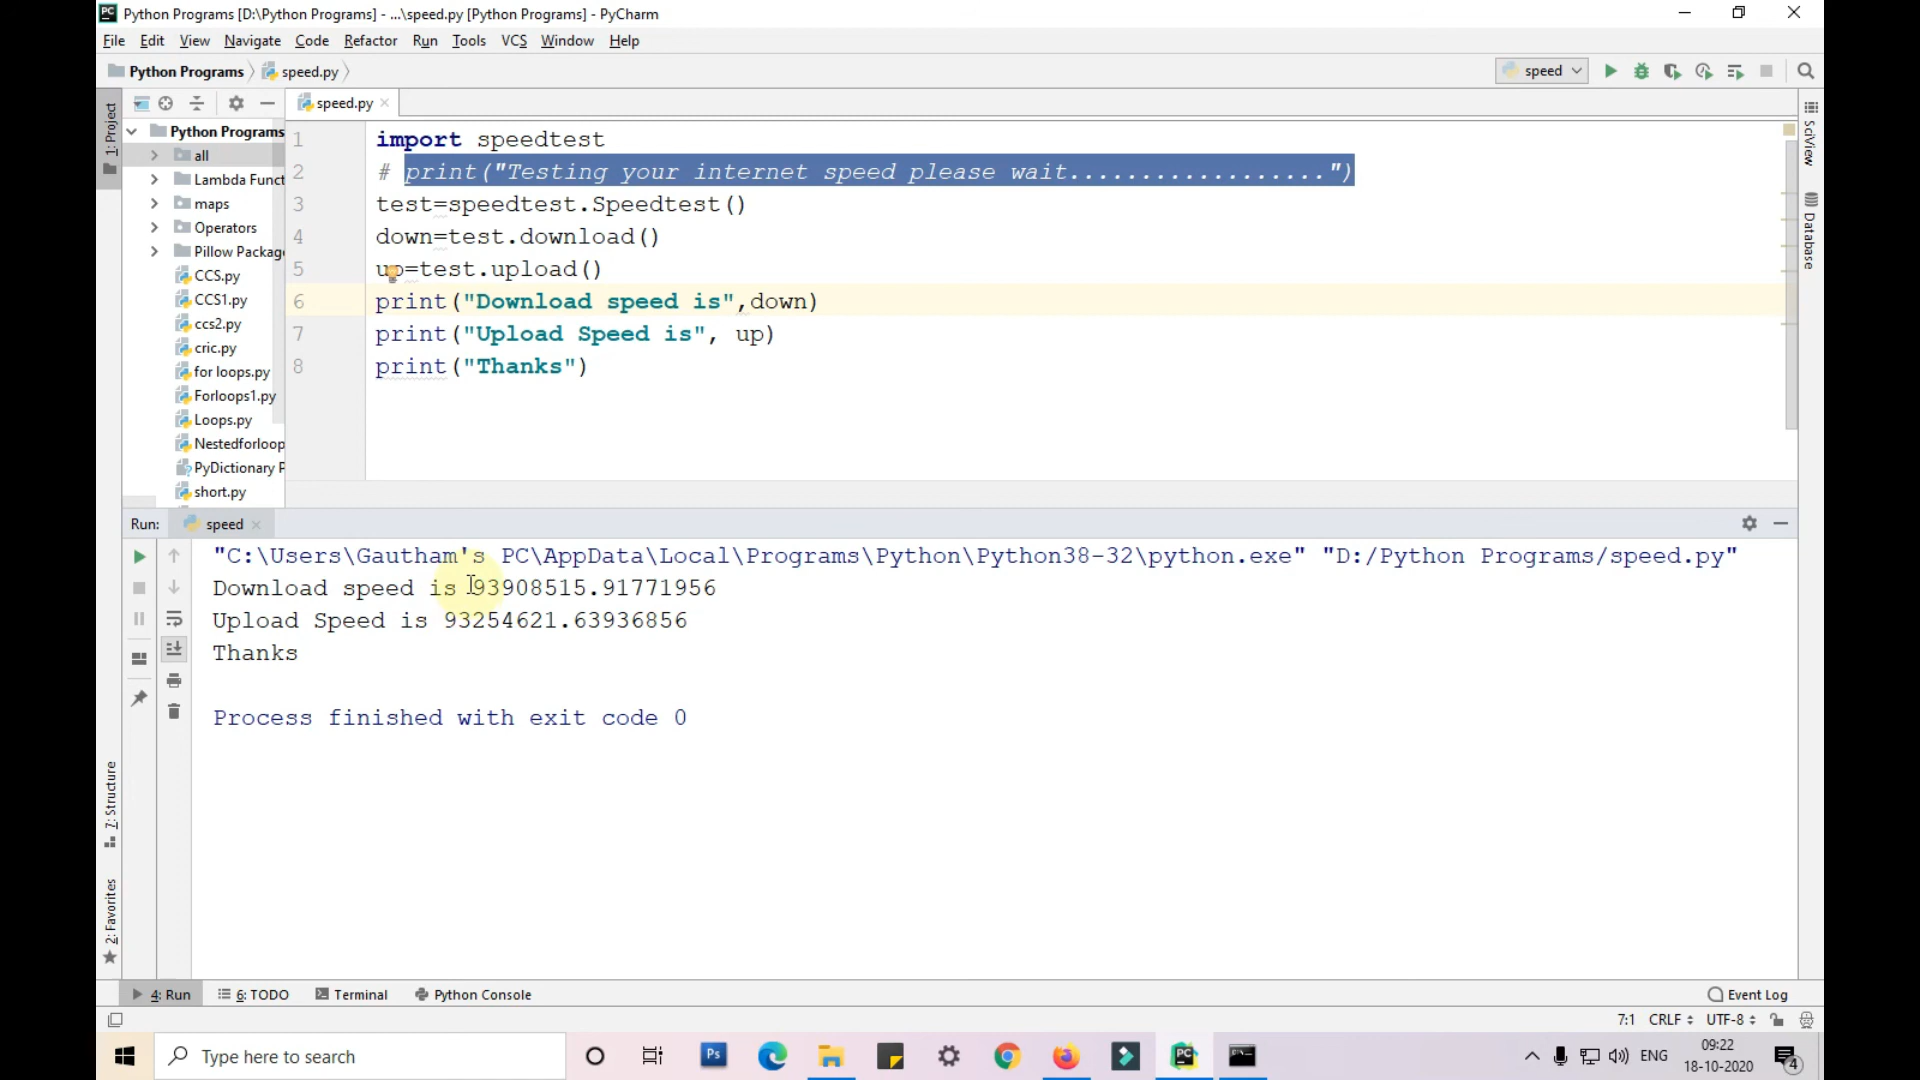 Python Programs [D:\Python Programs] - ...\speed.py [Python Programs] - PyCharm
File Edit View Navigate Code Refactor Run Tools VCS Window Help
Python Programs speed.py
speed
1: Project
speed.py
Python Programs
all
Lambda Funct
maps
Operators
Pillow Package
CCS.py
CCS1.py
ccs2.py
cric.py
for loops.py
Forloops1.py
Loops.py
Nestedforloop
PyDictionary P
short.py
1 import speedtest
2 # print("Testing your internet speed please wait..................")
3 test=speedtest.Speedtest()
4 down=test.download()
5 up=test.upload()
6 print("Download speed is",down)
7 print("Upload Speed is", up)
8 print("Thanks")
SciView
Database
Run: speed
"C:\Users\Gautham's PC\AppData\Local\Programs\Python\Python38-32\python.exe" "D:/Python Programs/speed.py"
Download speed is 93908515.91771956
Upload Speed is 93254621.63936856
Thanks
Process finished with exit code 0
7: Structure
2: Favorites
4: Run 6: TODO Terminal Python Console Event Log
7:1 CRLF UTF-8
Type here to search
Ps
PC
ENG
09:22
18-10-2020
4